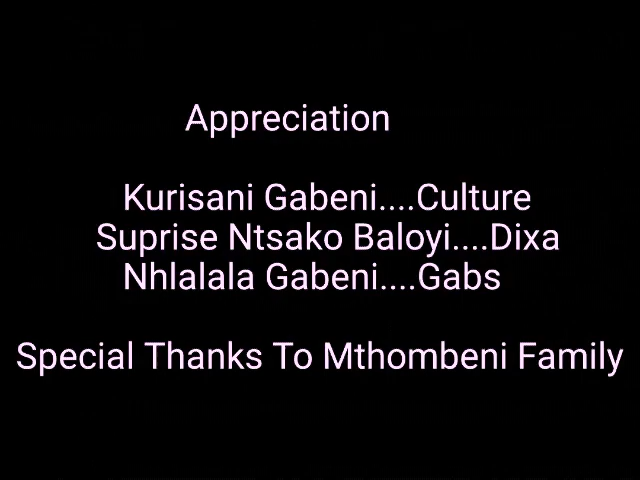 Appreciation
Kurisani Gabeni....Culture
Suprise Ntsako Baloyi....Dixa
Nhlalala Gabeni....Gabs
Special Thanks To Mthombeni Family